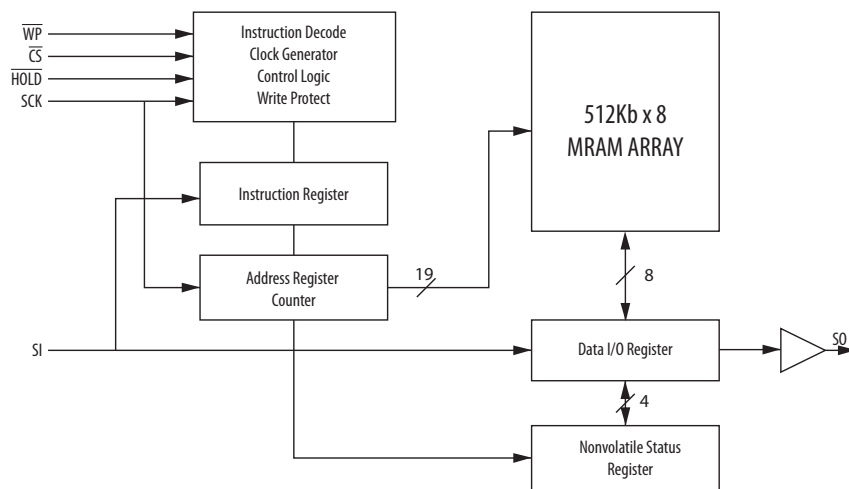 WP
CS
HOLD
SCK
Instruction Decode
Clock Generator
Control Logic
Write Protect
512Kb x 8
MRAM ARRAY
Instruction Register
Address Register
Counter
19
8
SI
Data I/O Register
SO
4
Nonvolatile Status
Register